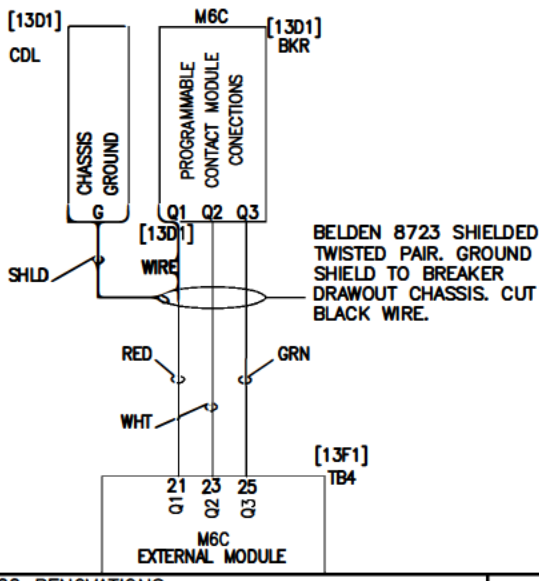 [13D1]
CDL
CHASSIS
GROUND
G
M6C
[13D1]
BKR
PROGRAMMABLE
CONTACT MODULE
CONECTIONS
Q1 Q2 Q3
[13D1]
WIRE
SHLD
BELDEN 8723 SHIELDED
TWISTED PAIR. GROUND
SHIELD TO BREAKER
DRAWOUT CHASSIS. CUT
BLACK WIRE.
RED
GRN
WHT
[13F1]
TB4
21 23 25
Q1 Q2 Q3
M6C
EXTERNAL MODULE
RENOVATIONS